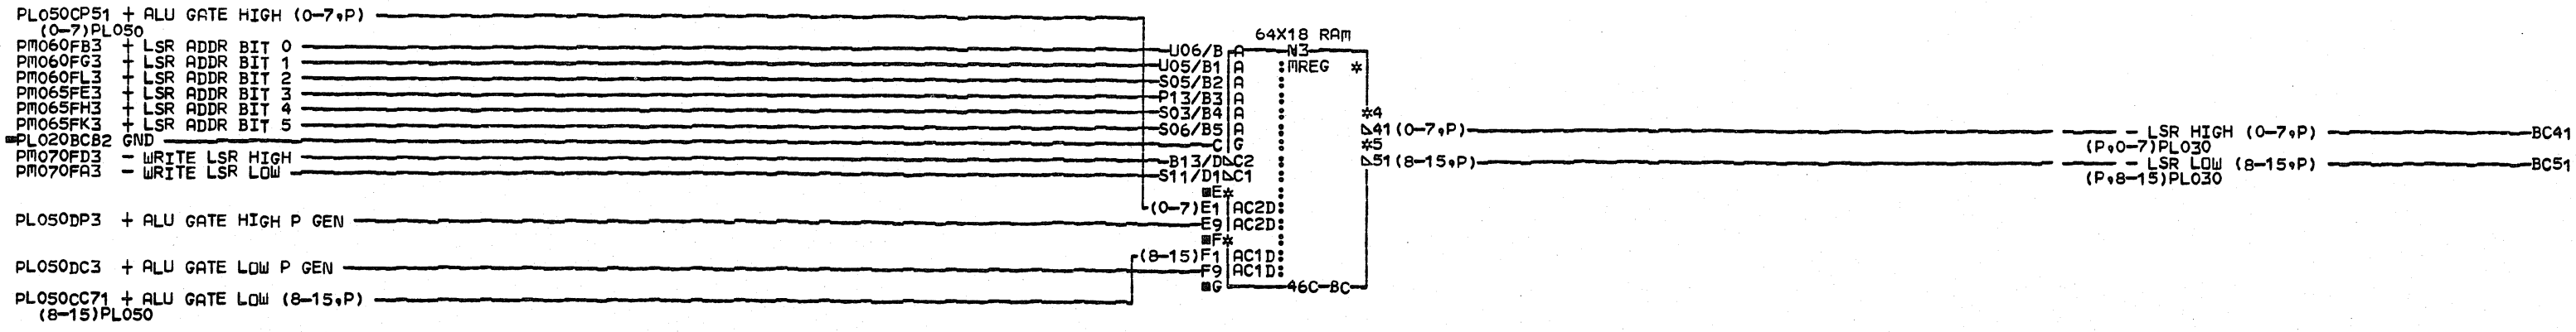 PL050CP51 + ALU GATE HIGH (0-7,P)
(0-7)PL050
64X18 RAM
PM060FB3 + LSR ADDR BIT 0 U06/B A N3
PM060FG3 + LSR ADDR BIT 1 U05/B1 A MREG *
PM060FL3 + LSR ADDR BIT 2 S05/B2 A
PM065FE3 + LSR ADDR BIT 3 P13/B3 A
PM065FH3 + LSR ADDR BIT 4 S03/B4 A *4
PM065FK3 + LSR ADDR BIT 5 S06/B5 A 41(0-7,P) - LSR HIGH (0-7,P) BC41
PL020BCB2 GND C G *5 (P,0-7)PL030
PM070FD3 - WRITE LSR HIGH B13/D C2 51(8-15,P) - LSR LOW (8-15,P) BC51
PM070FA3 - WRITE LSR LOW S11/D1 C1 (P,8-15)PL030
E*
(0-7)E1 AC2D
PL050DP3 + ALU GATE HIGH P GEN E9 AC2D
F*
(8-15)F1 AC1D
PL050DC3 + ALU GATE LOW P GEN F9 AC1D
G 46C-BC
PL050CC71 + ALU GATE LOW (8-15,P)
(8-15)PL050